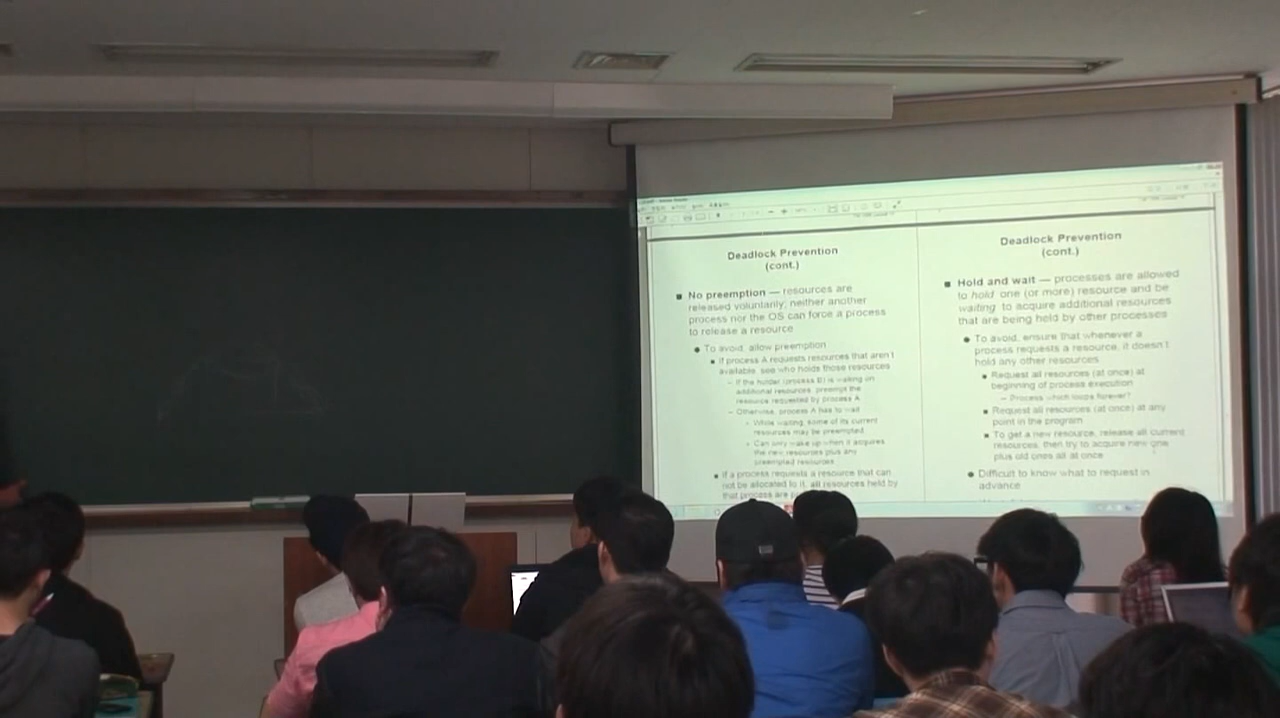 Deadlock Prevention
(cont.)
No preemption — resources are
released voluntarily; neither another
process nor the OS can force a process
to release a resource
To avoid, allow preemption
If process A requests resources that aren't
available, see who holds those resources
– If the holder (process B) is waiting on
additional resources, preempt the
resource requested by process A
– Otherwise, process A has to wait
While waiting, some of its current
resources may be preempted
Can only wake up when it acquires
the new resources plus any
preempted resources
If a process requests a resource that can
not be allocated to it, all resources held by
that process are
Deadlock Prevention
(cont.)
Hold and wait — processes are allowed
to hold one (or more) resource and be
waiting to acquire additional resources
that are being held by other processes
To avoid, ensure that whenever a
process requests a resource, it doesn't
hold any other resources
Request all resources (at once) at
beginning of process execution
– Process which loops forever?
Request all resources (at once) at any
point in the program
To get a new resource, release all current
resources, then try to acquire new one
plus old ones all at once
Difficult to know what to request in
advance